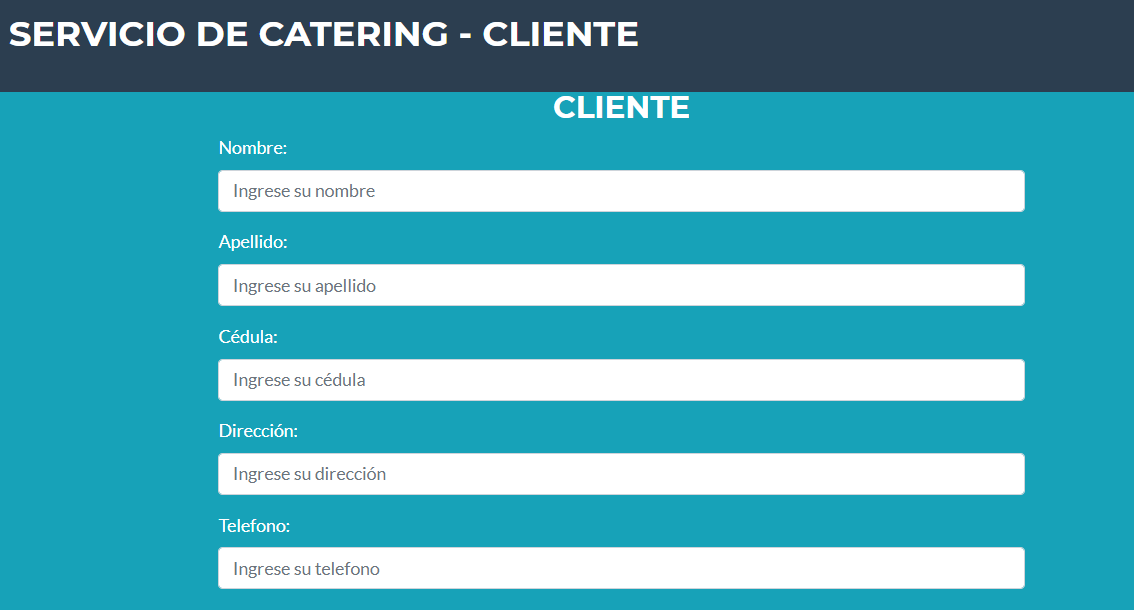 SERVICIO DE CATERING - CLIENTE
CLIENTE
Nombre:
Ingrese su nombre
Apellido:
Ingrese su apellido
Cédula:
Ingrese su cédula
Dirección:
Ingrese su dirección
Telefono:
Ingrese su telefono